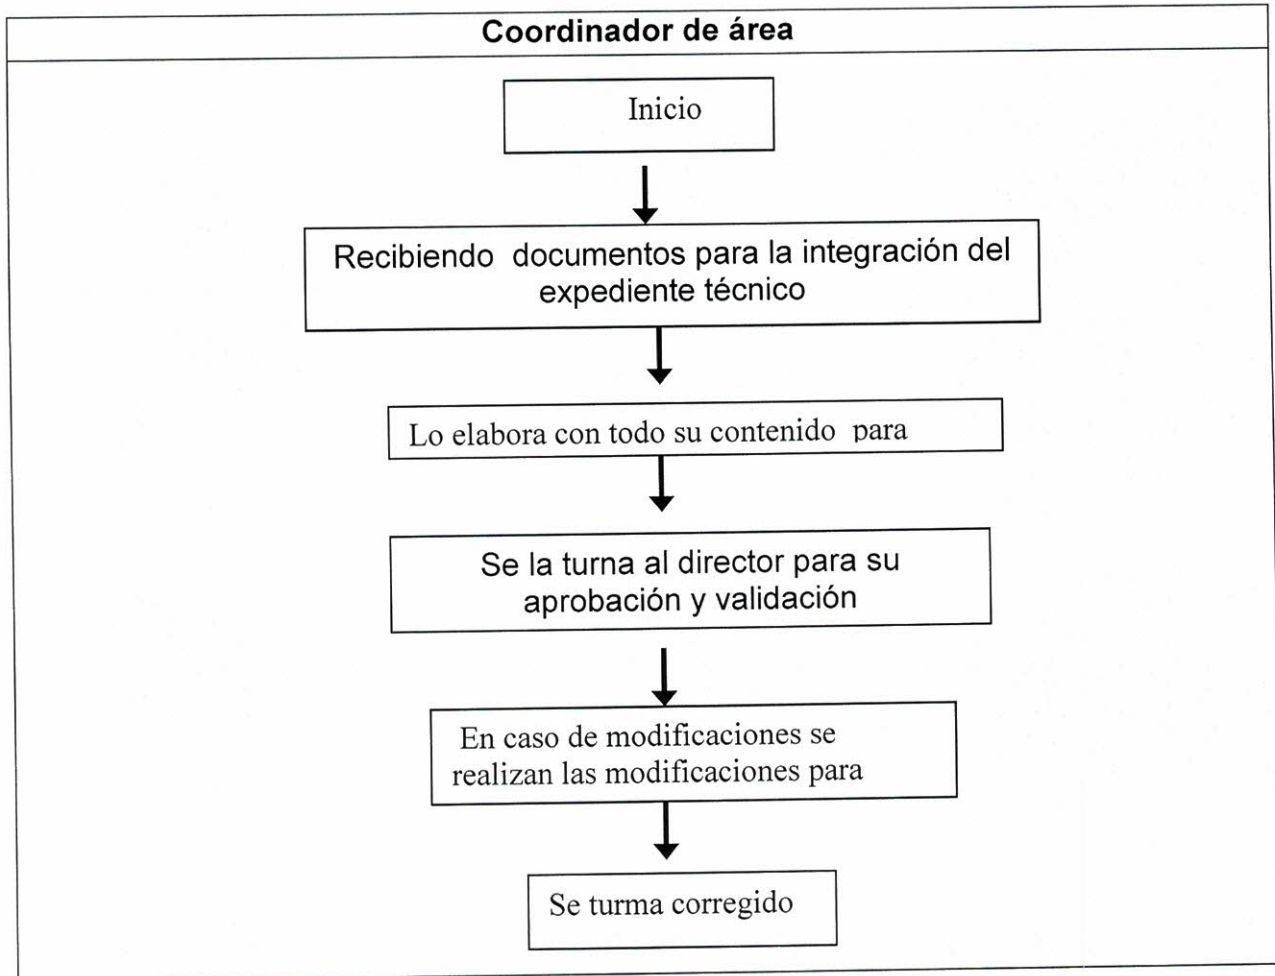 Coordinador de área
Inicio
Recibiendo documentos para la integración del
expediente técnico
Lo elabora con todo su contenido para
Se la turna al director para su
aprobación y validación
En caso de modificaciones se
realizan las modificaciones para
Se turma corregido